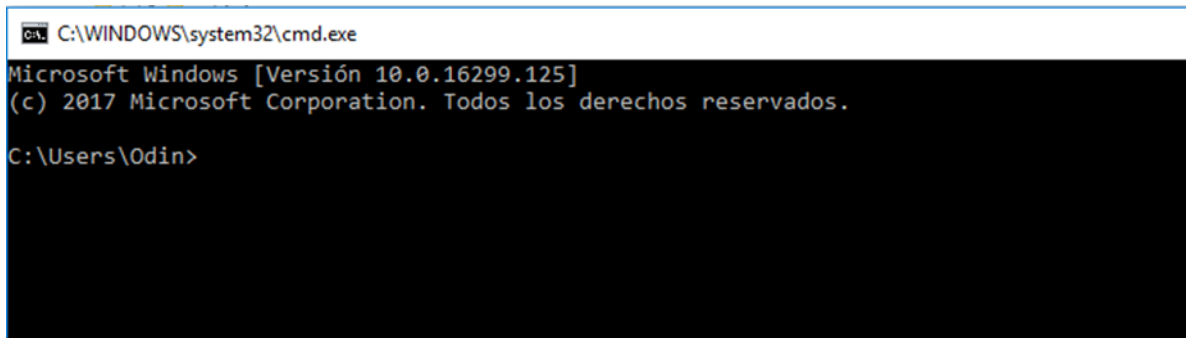 C:\WINDOWS\system32\cmd.exe
Microsoft Windows [Versión 10.0.16299.125]
(c) 2017 Microsoft Corporation. Todos los derechos reservados.
C:\Users\Odin>